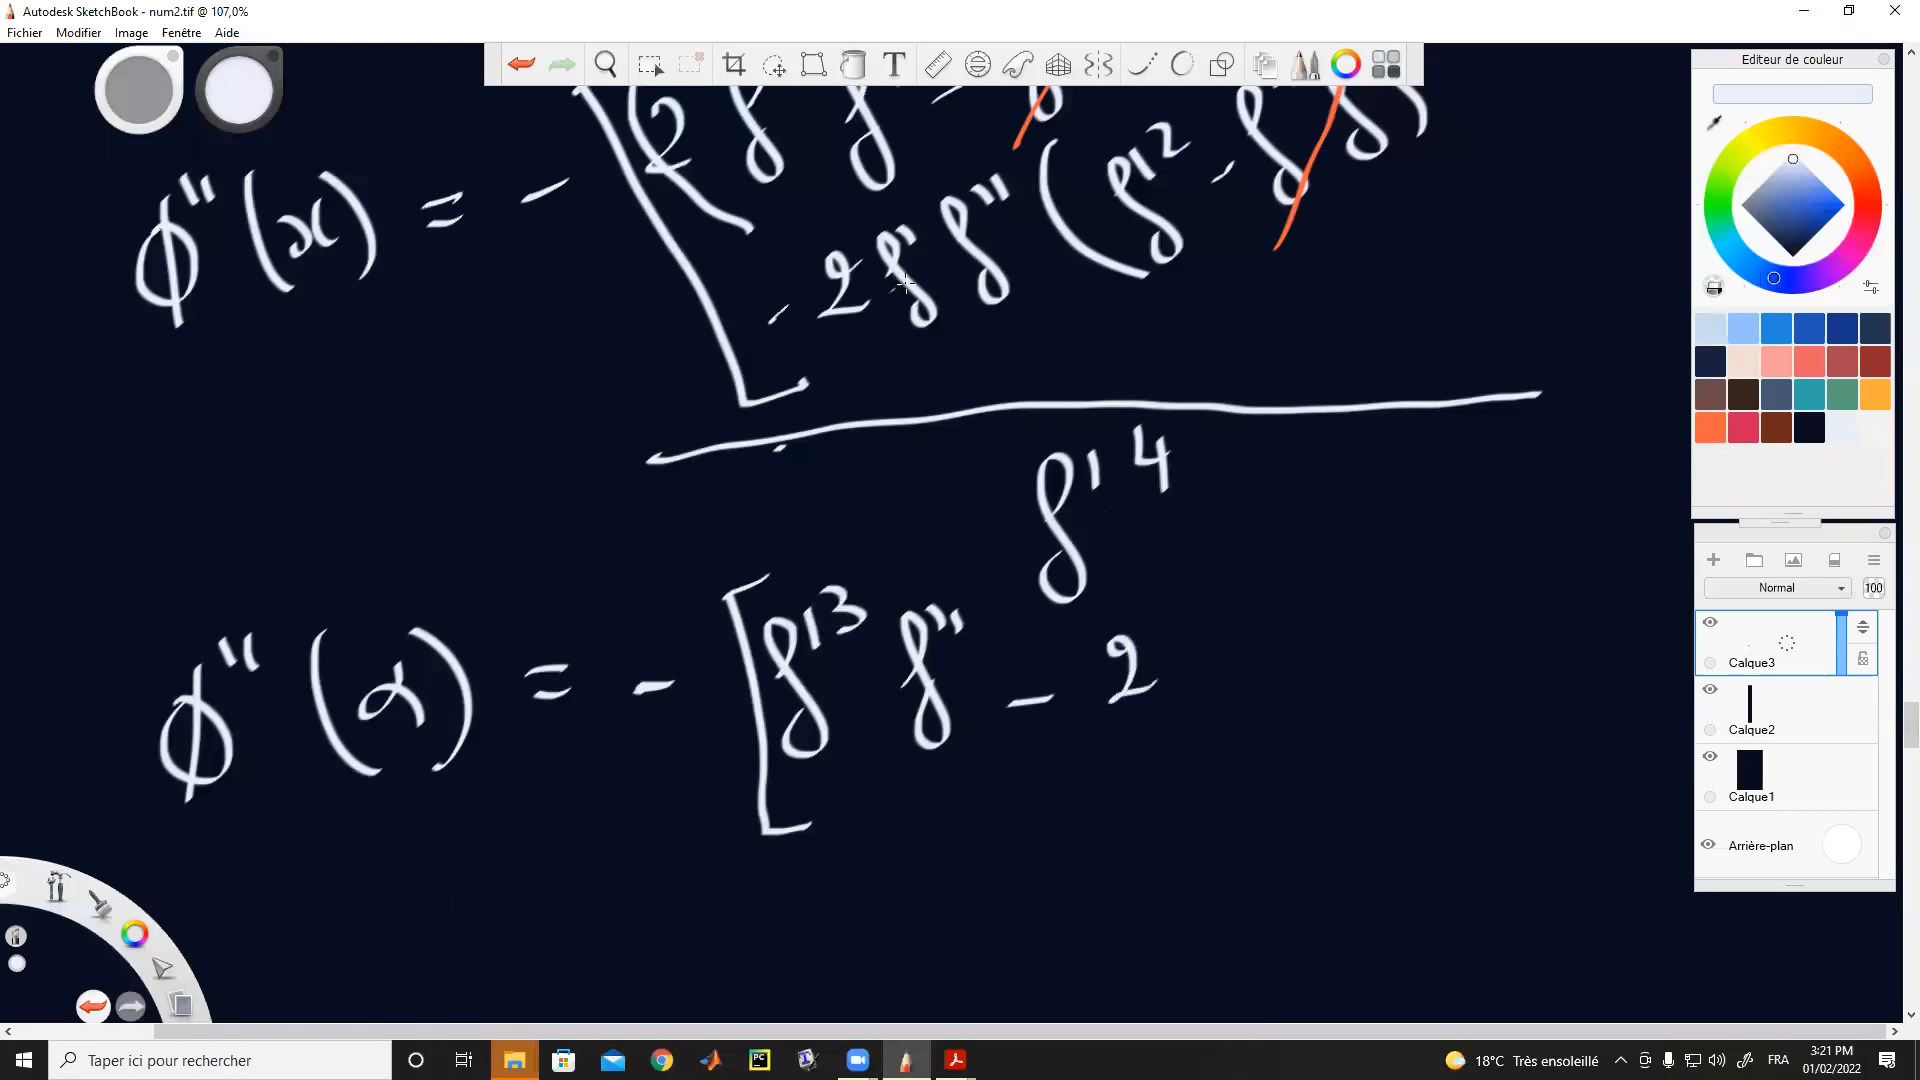 Autodesk SketchBook - num2.tif @ 107,0%
Fichier Modifier Image Fenêtre Aide
Editeur de couleur
ϕ"(x) = - [
- 2 f' f" (f'²
f'⁴
ϕ"(α) = - [ f'³ f" - 2
Normal 100
Calque3
Calque2
Calque1
Arrière-plan
Taper ici pour rechercher
PC
18°C Très ensoleillé
FRA
3:21 PM
01/02/2022